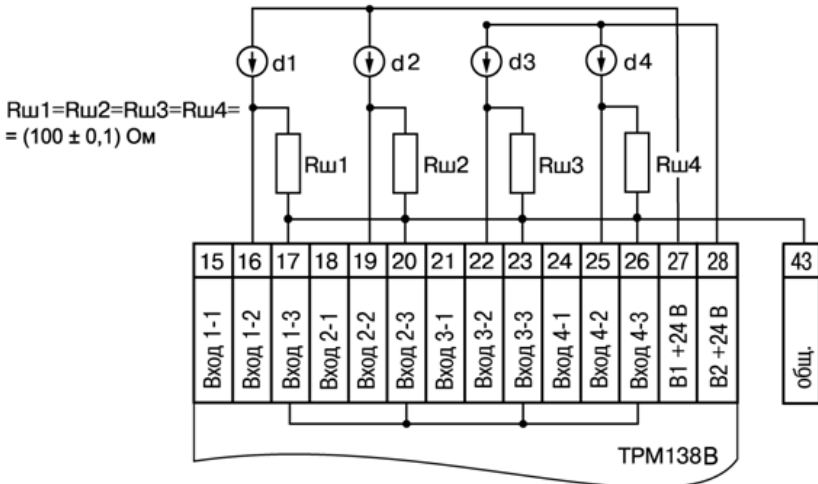 d1
d2
d3
d4
Rш1=Rш2=Rш3=Rш4=
= (100 ± 0,1) Ом
Rш1
Rш2
Rш3
Rш4
15 16 17 18 19 20 21 22 23 24 25 26 27 28 43
Вход 1-1
Вход 1-2
Вход 1-3
Вход 2-1
Вход 2-2
Вход 2-3
Вход 3-1
Вход 3-2
Вход 3-3
Вход 4-1
Вход 4-2
Вход 4-3
В1 +24 В
В2 +24 В
общ.
ТРМ138В